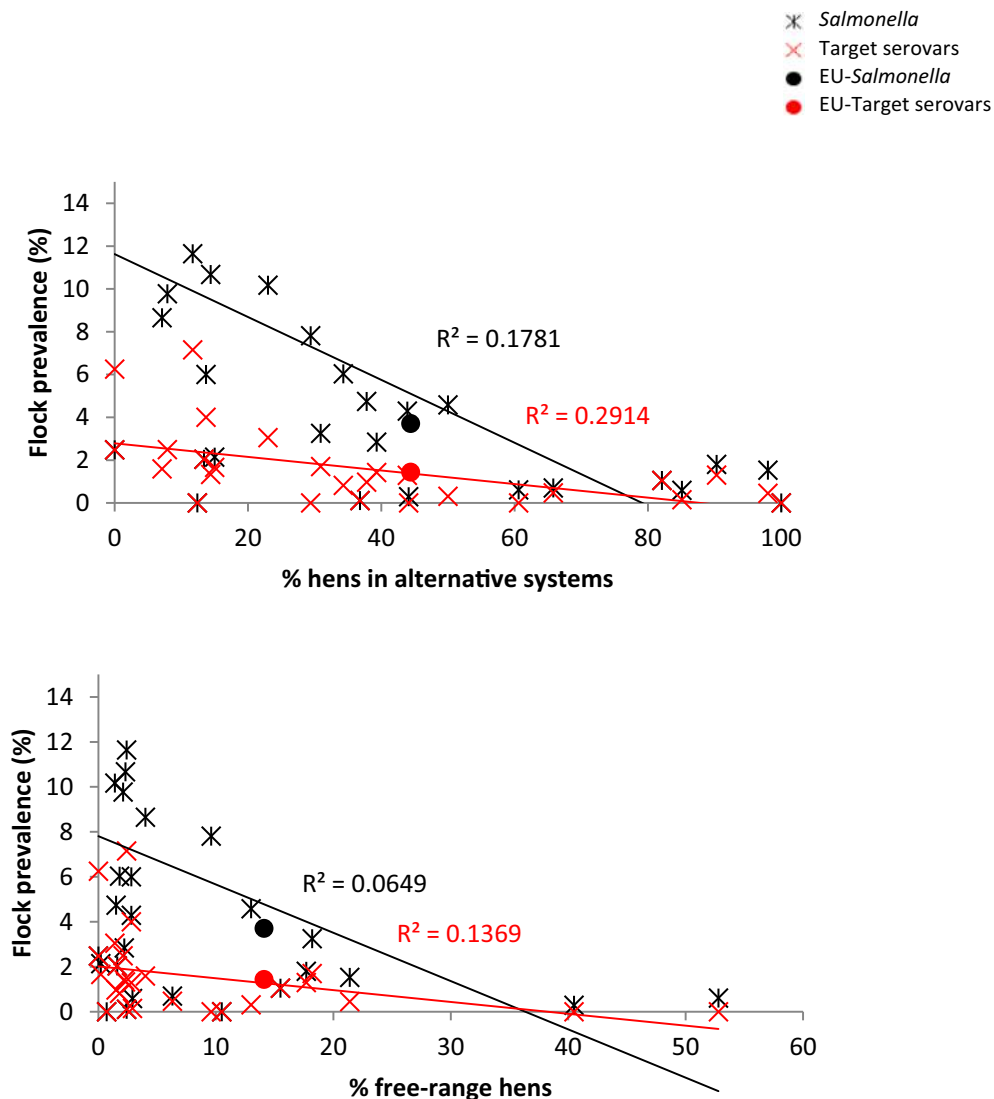 Salmonella
Target serovars
EU-Salmonella
EU-Target serovars
14
12
10
8
6
4
2
0
Flock prevalence (%)
R² = 0.1781
R² = 0.2914
0 20 40 60 80 100
% hens in alternative systems
14
12
10
8
6
4
2
0
Flock prevalence (%)
R² = 0.0649
R² = 0.1369
0 10 20 30 40 50 60
% free-range hens